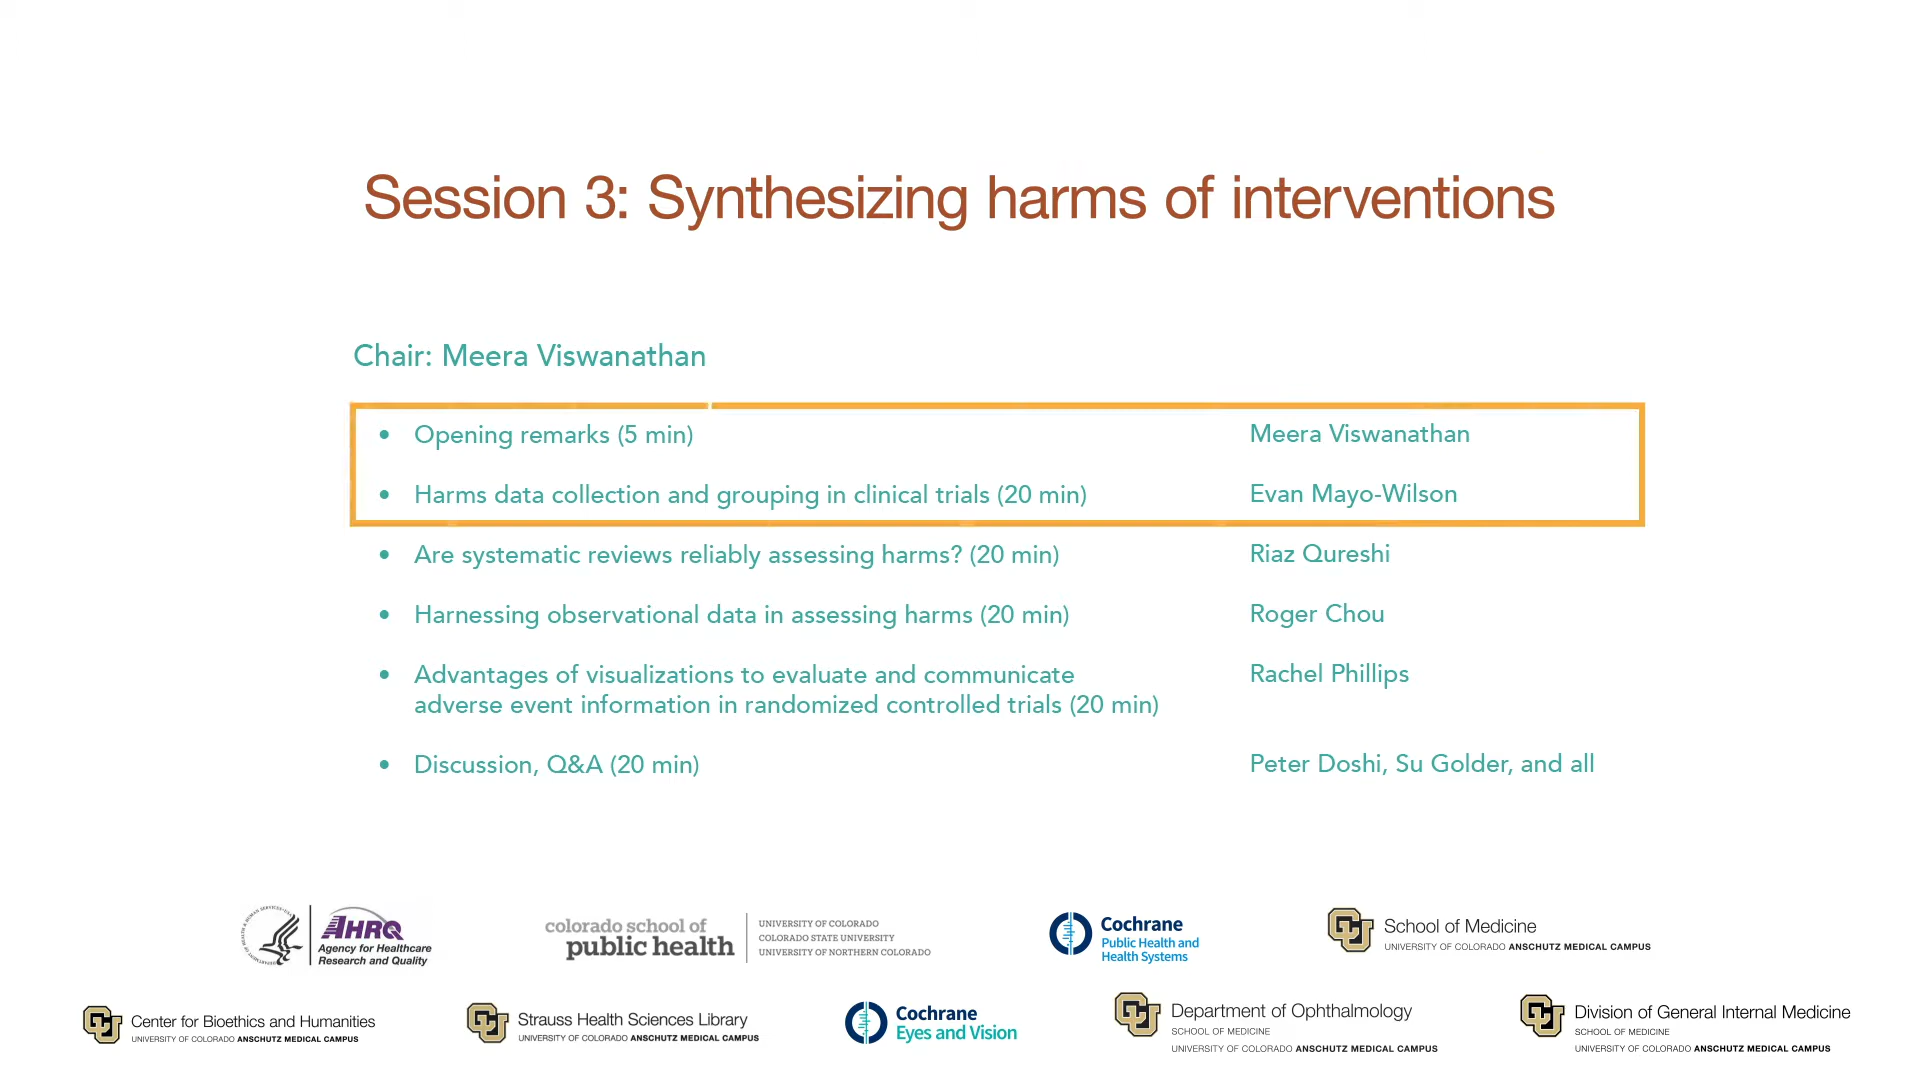 Session 3: Synthesizing harms of interventions
Chair: Meera Viswanathan
• Opening remarks (5 min) Meera Viswanathan
• Harms data collection and grouping in clinical trials (20 min) Evan Mayo-Wilson
• Are systematic reviews reliably assessing harms? (20 min) Riaz Qureshi
• Harnessing observational data in assessing harms (20 min) Roger Chou
• Advantages of visualizations to evaluate and communicate Rachel Phillips
adverse event information in randomized controlled trials (20 min)
• Discussion, Q&A (20 min) Peter Doshi, Su Golder, and all
AHRQ
Agency for Healthcare
Research and Quality
colorado school of
public health
UNIVERSITY OF COLORADO
COLORADO STATE UNIVERSITY
UNIVERSITY OF NORTHERN COLORADO
Cochrane
Public Health and
Health Systems
School of Medicine
UNIVERSITY OF COLORADO ANSCHUTZ MEDICAL CAMPUS
Center for Bioethics and Humanities
UNIVERSITY OF COLORADO ANSCHUTZ MEDICAL CAMPUS
Strauss Health Sciences Library
UNIVERSITY OF COLORADO ANSCHUTZ MEDICAL CAMPUS
Cochrane
Eyes and Vision
Department of Ophthalmology
SCHOOL OF MEDICINE
UNIVERSITY OF COLORADO ANSCHUTZ MEDICAL CAMPUS
Division of General Internal Medicine
SCHOOL OF MEDICINE
UNIVERSITY OF COLORADO ANSCHUTZ MEDICAL CAMPUS